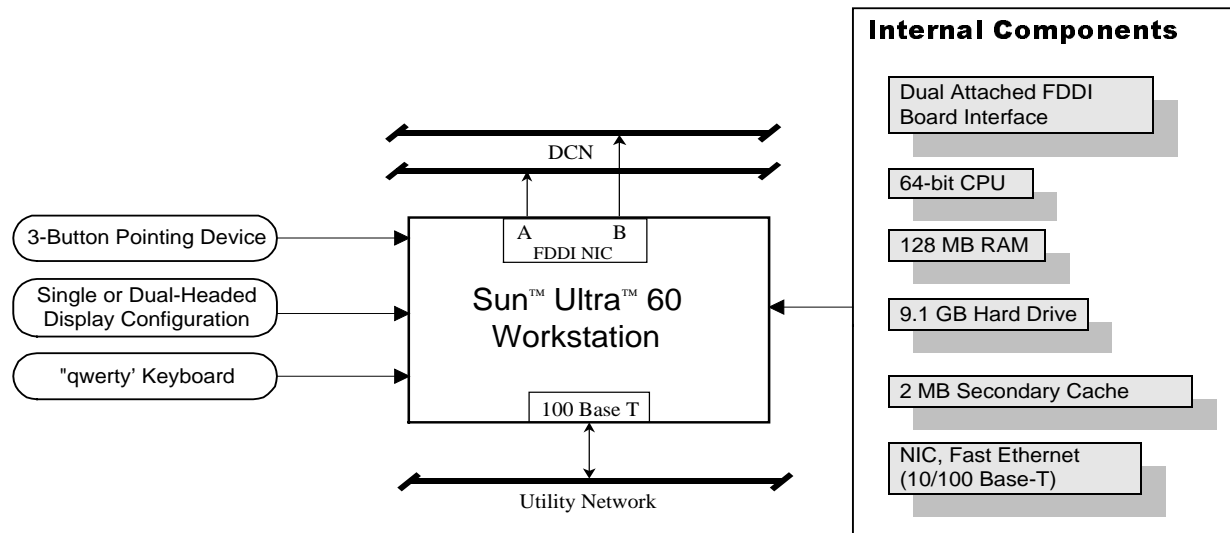 Internal Components
Dual Attached FDDI
Board Interface
64-bit CPU
128 MB RAM
9.1 GB Hard Drive
2 MB Secondary Cache
NIC, Fast Ethernet
(10/100 Base-T)
DCN
A B
FDDI NIC
3-Button Pointing Device
Single or Dual-Headed
Display Configuration
"qwerty’ Keyboard
Sun™ Ultra™ 60
Workstation
100 Base T
Utility Network